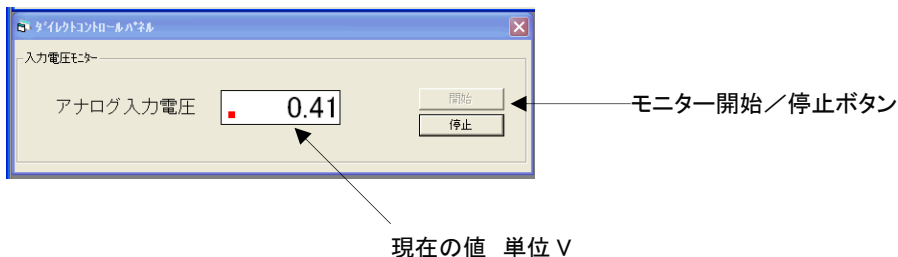 ﾀﾞｲﾚｸﾄｺﾝﾄﾛｰﾙﾊﾟﾈﾙ
入力電圧ﾓﾆﾀｰ
アナログ入力電圧 0.41
開始
停止
モニター開始／停止ボタン
現在の値 単位 V